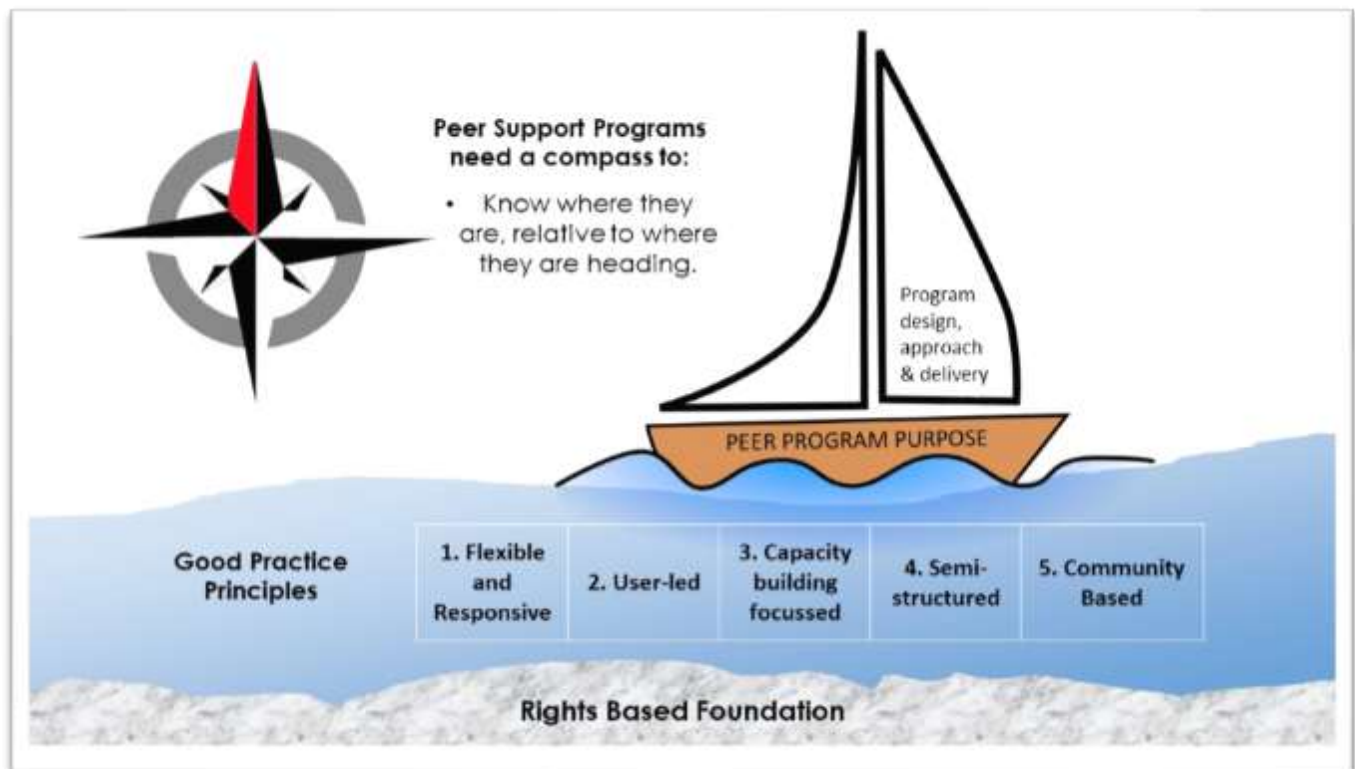 Peer Support Programs
need a compass to:
• Know where they
are, relative to where
they are heading.
Program
design,
approach
& delivery
PEER PROGRAM PURPOSE
Good Practice
Principles
1. Flexible
and
Responsive
2. User-led
3. Capacity
building
focussed
4. Semi-
structured
5. Community
Based
Rights Based Foundation